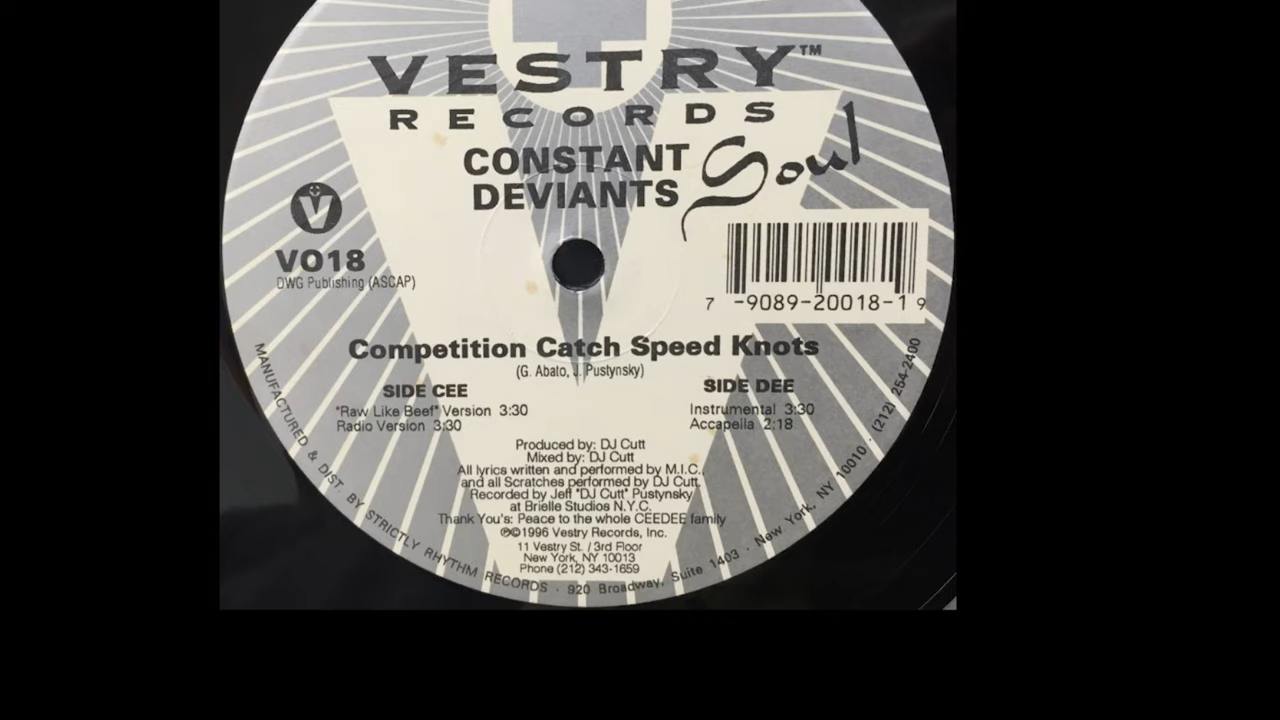 VESTRY™
RECORDS
CONSTANT
DEVIANTS
Soul
V
VO18
DWG Publishing (ASCAP)
7 -9089-20018-1 9
Competition Catch Speed Knots
(G. Abato, J. Pustynsky)
SIDE CEE
"Raw Like Beef" Version 3:30
Radio Version 3:30
SIDE DEE
Instrumental 3:30
Accapella 2:18
Produced by: DJ Cutt
Mixed by: DJ Cutt
All lyrics written and performed by M.I.C.,
and all Scratches performed by DJ Cutt.
Recorded by Jeff "DJ Cutt" Pustynsky
at Brielle Studios N.Y.C.
Thank You's: Peace to the whole CEEDEE family
℗©1996 Vestry Records, Inc.
11 Vestry St. / 3rd Floor
New York, NY 10013
Phone (212) 343-1659
MANUFACTURED & DIST. BY STRICTLY RHYTHM RECORDS · 920 Broadway, Suite 1403 · New York, NY 10010 · (212) 254-2400